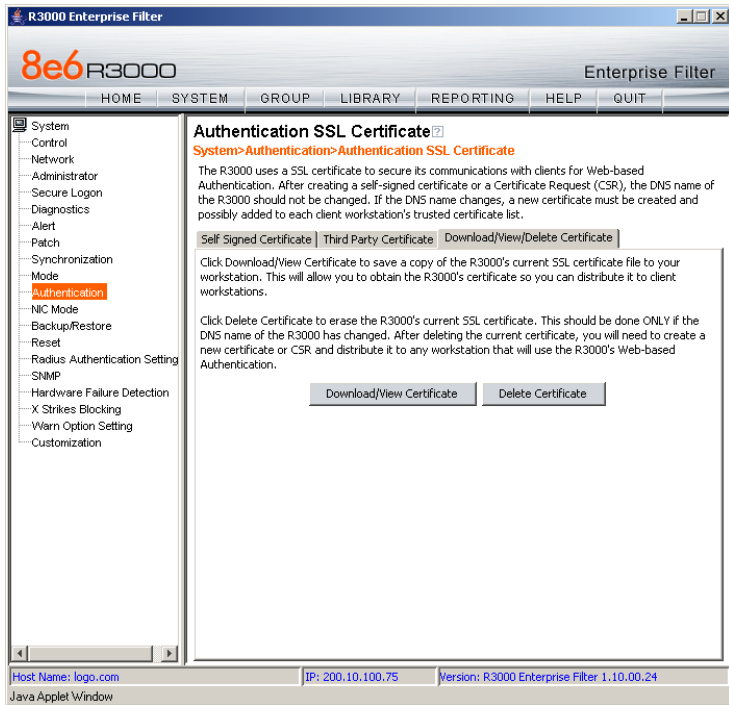 R3000 Enterprise Filter
8e6 R3000
Enterprise Filter
HOME SYSTEM GROUP LIBRARY REPORTING HELP QUIT
System
Control
Network
Administrator
Secure Logon
Diagnostics
Alert
Patch
Synchronization
Mode
Authentication
NIC Mode
Backup/Restore
Reset
Radius Authentication Setting
SNMP
Hardware Failure Detection
X Strikes Blocking
Warn Option Setting
Customization
Authentication SSL Certificate ?
System>Authentication>Authentication SSL Certificate
The R3000 uses a SSL certificate to secure its communications with clients for Web-based
Authentication. After creating a self-signed certificate or a Certificate Request (CSR), the DNS name of
the R3000 should not be changed. If the DNS name changes, a new certificate must be created and
possibly added to each client workstation's trusted certificate list.
Self Signed Certificate Third Party Certificate Download/View/Delete Certificate
Click Download/View Certificate to save a copy of the R3000's current SSL certificate file to your
workstation. This will allow you to obtain the R3000's certificate so you can distribute it to client
workstations.
Click Delete Certificate to erase the R3000's current SSL certificate. This should be done ONLY if the
DNS name of the R3000 has changed. After deleting the current certificate, you will need to create a
new certificate or CSR and distribute it to any workstation that will use the R3000's Web-based
Authentication.
Download/View Certificate Delete Certificate
Host Name: logo.com IP: 200.10.100.75 Version: R3000 Enterprise Filter 1.10.00.24
Java Applet Window